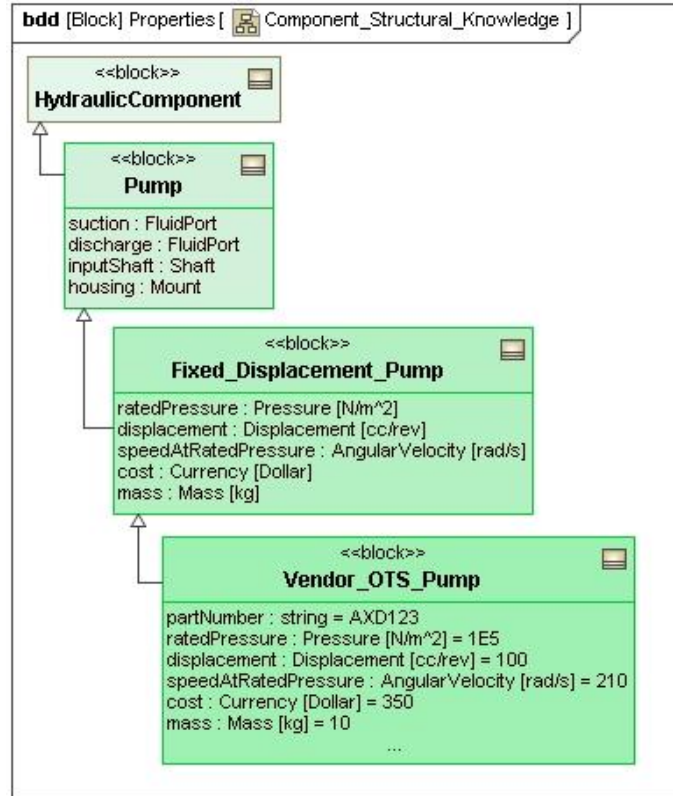 bdd [Block] Properties [ Component_Structural_Knowledge ]
<<block>>
HydraulicComponent
<<block>>
Pump
suction : FluidPort
discharge : FluidPort
inputShaft : Shaft
housing : Mount
<<block>>
Fixed_Displacement_Pump
ratedPressure : Pressure [N/m^2]
displacement : Displacement [cc/rev]
speedAtRatedPressure : AngularVelocity [rad/s]
cost : Currency [Dollar]
mass : Mass [kg]
<<block>>
Vendor_OTS_Pump
partNumber : string = AXD123
ratedPressure : Pressure [N/m^2] = 1E5
displacement : Displacement [cc/rev] = 100
speedAtRatedPressure : AngularVelocity [rad/s] = 210
cost : Currency [Dollar] = 350
mass : Mass [kg] = 10
...